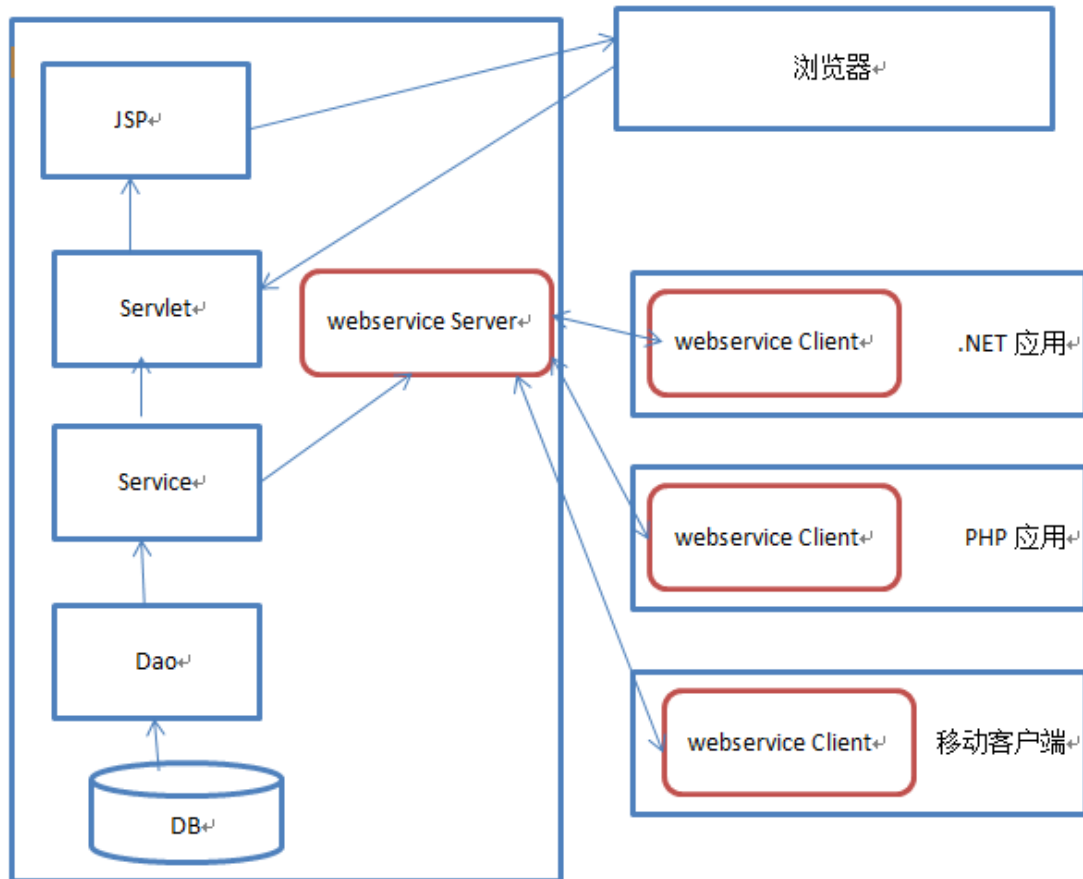 浏览器
JSP
Servlet
webservice Server
webservice Client
.NET 应用
Service
webservice Client
PHP 应用
Dao
webservice Client
移动客户端
DB